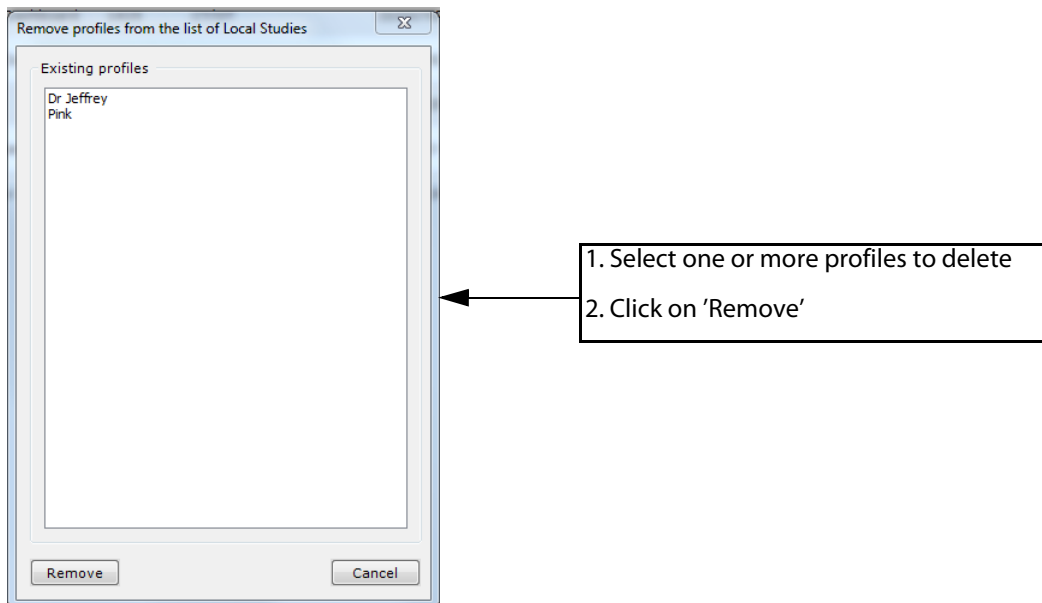 Remove profiles from the list of Local Studies
Existing profiles
Dr Jeffrey
Pink
Remove
Cancel
1. Select one or more profiles to delete
2. Click on ’Remove’